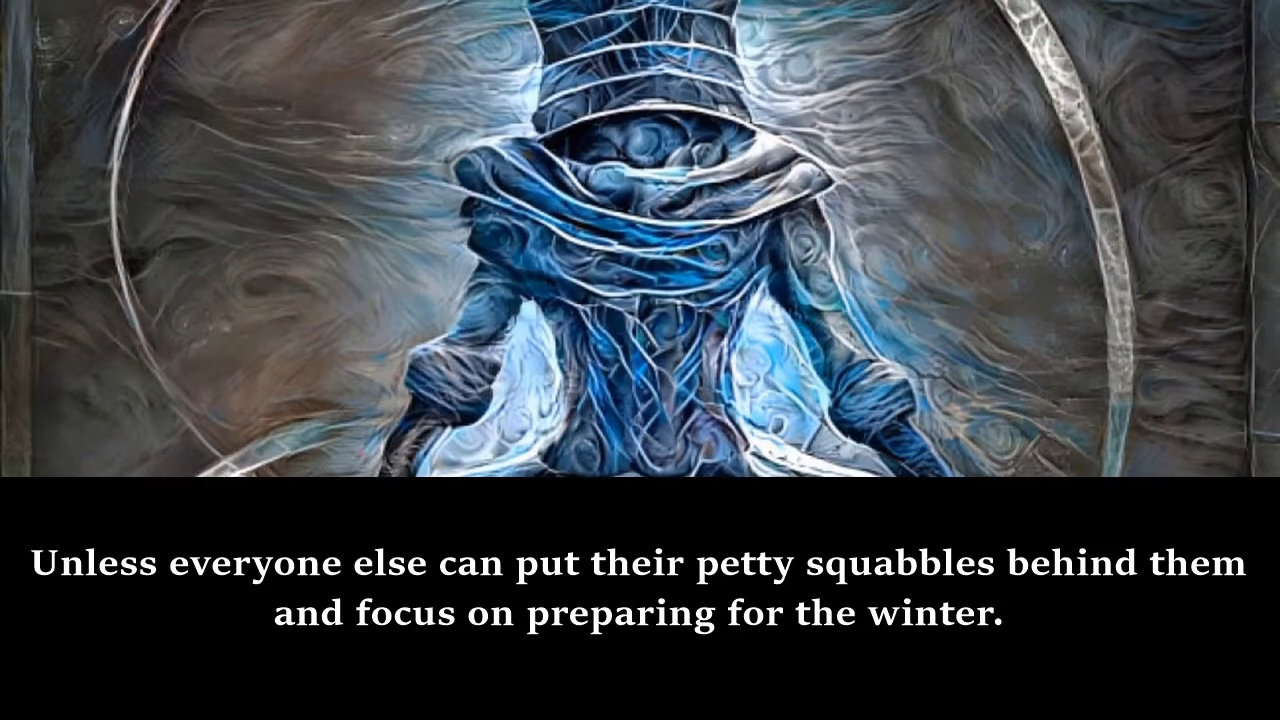 Unless everyone else can put their petty squabbles behind them
and focus on preparing for the winter.